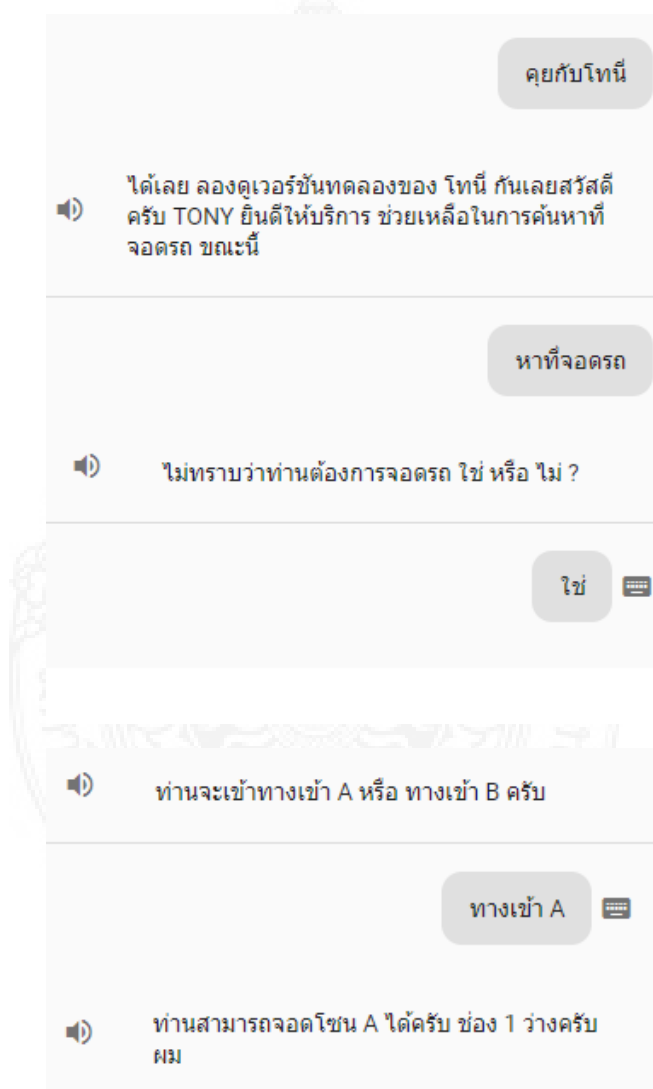 คุยกับโทนี่
ได้เลย ลองดูเวอร์ชันทดลองของ โทนี่ กันเลยสวัสดี
ครับ TONY ยินดีให้บริการ ช่วยเหลือในการค้นหาที่
จอดรถ ขณะนี้
หาที่จอดรถ
ไม่ทราบว่าท่านต้องการจอดรถ ใช่ หรือ ไม่ ?
ใช่
ท่านจะเข้าทางเข้า A หรือ ทางเข้า B ครับ
ทางเข้า A
ท่านสามารถจอดโซน A ได้ครับ ช่อง 1 ว่างครับ
ผม